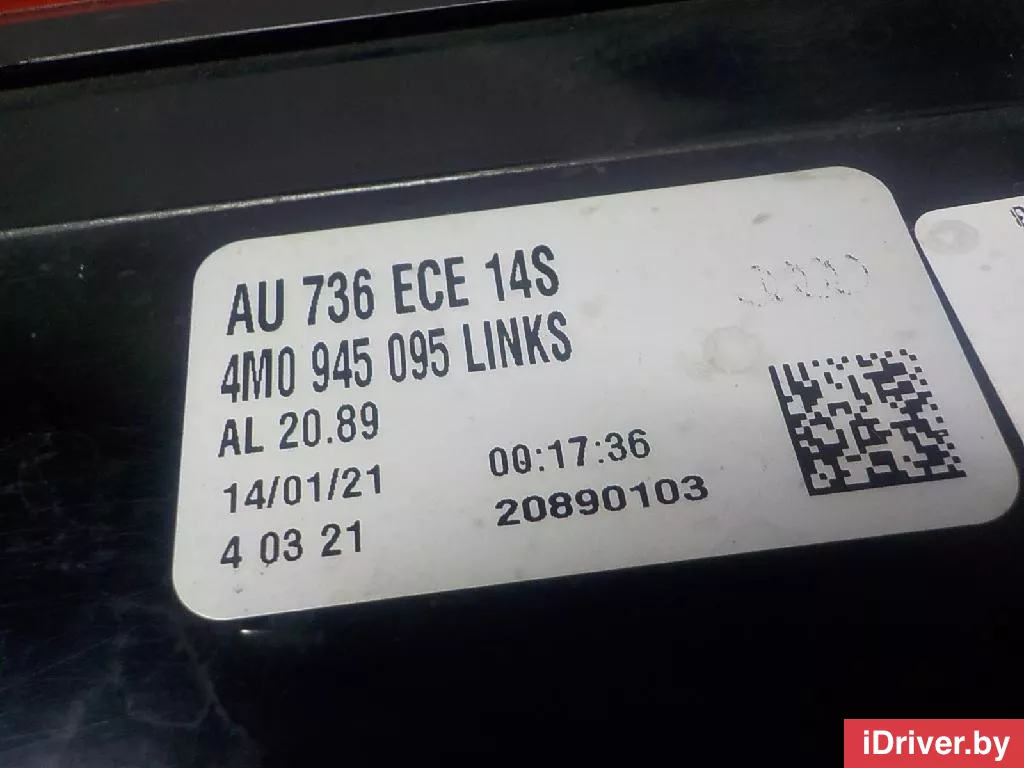 AU 736 ECE 14S
4M0 945 095 LINKS
AL 20.89
14/01/21 00:17:36
4 03 21 20890103
iDriver.by